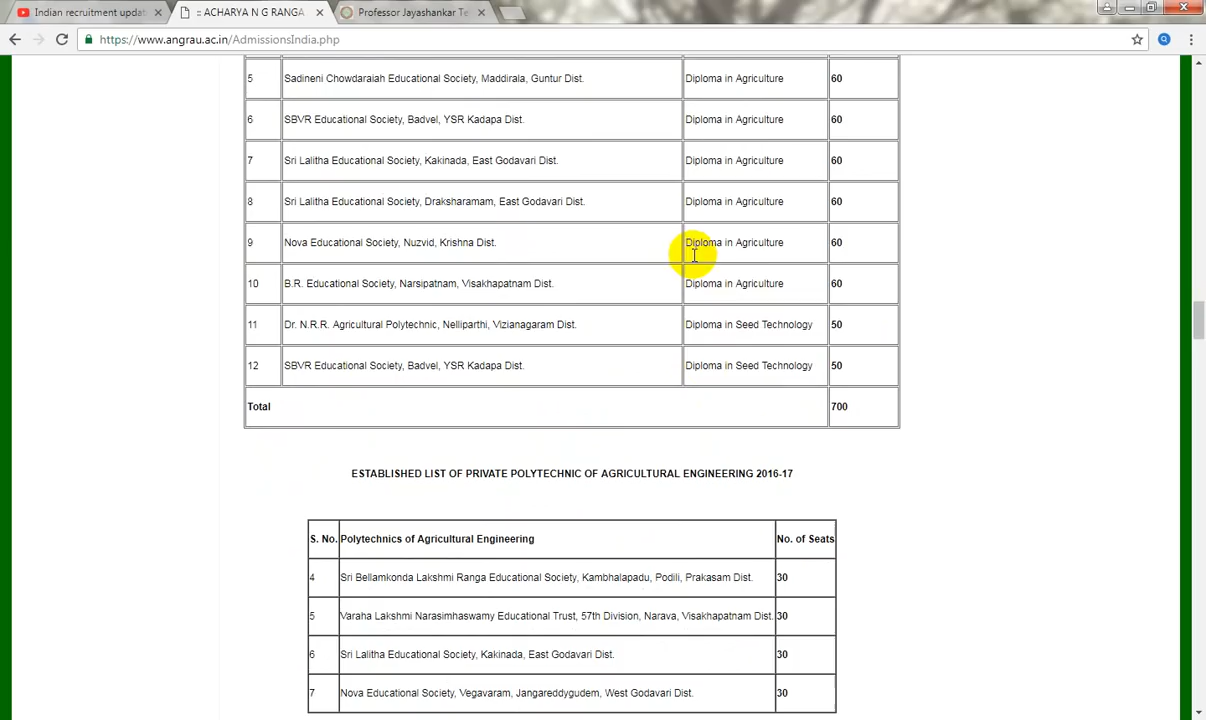 Indian recruitment updat
:: ACHARYA N G RANGA
Professor Jayashankar Te
https://www.angrau.ac.in/AdmissionsIndia.php
5 Sadineni Chowdaraiah Educational Society, Maddirala, Guntur Dist. Diploma in Agriculture 60
6 SBVR Educational Society, Badvel, YSR Kadapa Dist. Diploma in Agriculture 60
7 Sri Lalitha Educational Society, Kakinada, East Godavari Dist. Diploma in Agriculture 60
8 Sri Lalitha Educational Society, Draksharamam, East Godavari Dist. Diploma in Agriculture 60
9 Nova Educational Society, Nuzvid, Krishna Dist. Diploma in Agriculture 60
10 B.R. Educational Society, Narsipatnam, Visakhapatnam Dist. Diploma in Agriculture 60
11 Dr. N.R.R. Agricultural Polytechnic, Nelliparthi, Vizianagaram Dist. Diploma in Seed Technology 50
12 SBVR Educational Society, Badvel, YSR Kadapa Dist. Diploma in Seed Technology 50
Total 700
ESTABLISHED LIST OF PRIVATE POLYTECHNIC OF AGRICULTURAL ENGINEERING 2016-17
S. No. Polytechnics of Agricultural Engineering No. of Seats
4 Sri Bellamkonda Lakshmi Ranga Educational Society, Kambhalapadu, Podili, Prakasam Dist. 30
5 Varaha Lakshmi Narasimhaswamy Educational Trust, 57th Division, Narava, Visakhapatnam Dist. 30
6 Sri Lalitha Educational Society, Kakinada, East Godavari Dist. 30
7 Nova Educational Society, Vegavaram, Jangareddygudem, West Godavari Dist. 30